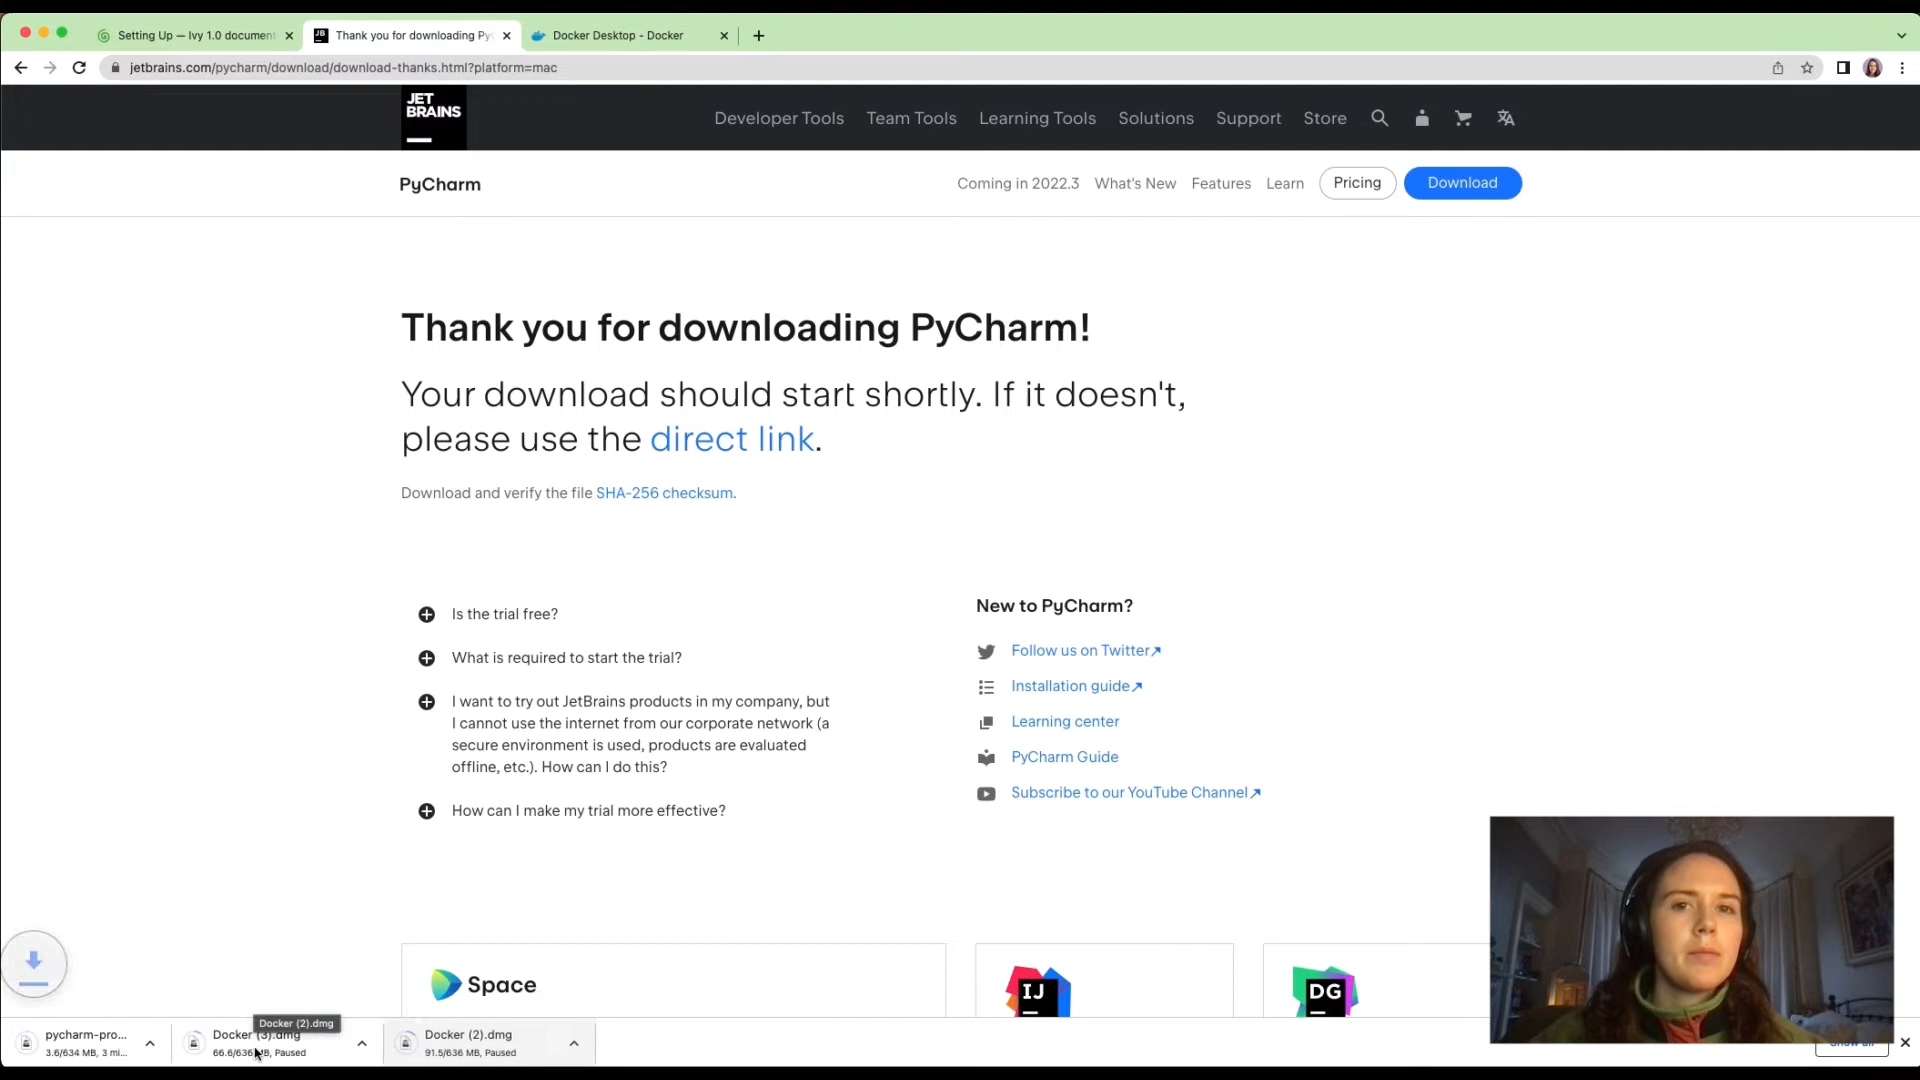 Setting Up — Ivy 1.0 document
Thank you for downloading Py
Docker Desktop - Docker
jetbrains.com/pycharm/download/download-thanks.html?platform=mac
JET
BRAINS
Developer Tools
Team Tools
Learning Tools
Solutions
Support
Store
PyCharm
Coming in 2022.3
What's New
Features
Learn
Pricing
Download
Thank you for downloading PyCharm!
Your download should start shortly. If it doesn't,
please use the direct link.
Download and verify the file SHA-256 checksum.
Is the trial free?
What is required to start the trial?
I want to try out JetBrains products in my company, but
I cannot use the internet from our corporate network (a
secure environment is used, products are evaluated
offline, etc.). How can I do this?
How can I make my trial more effective?
New to PyCharm?
Follow us on Twitter↗
Installation guide↗
Learning center
PyCharm Guide
Subscribe to our YouTube Channel↗
Space
IJ
DG
Docker (2).dmg
pycharm-pro...
3.6/634 MB, 3 mi...
Docker (3).dmg
66.6/636 MB, Paused
Docker (2).dmg
91.5/636 MB, Paused